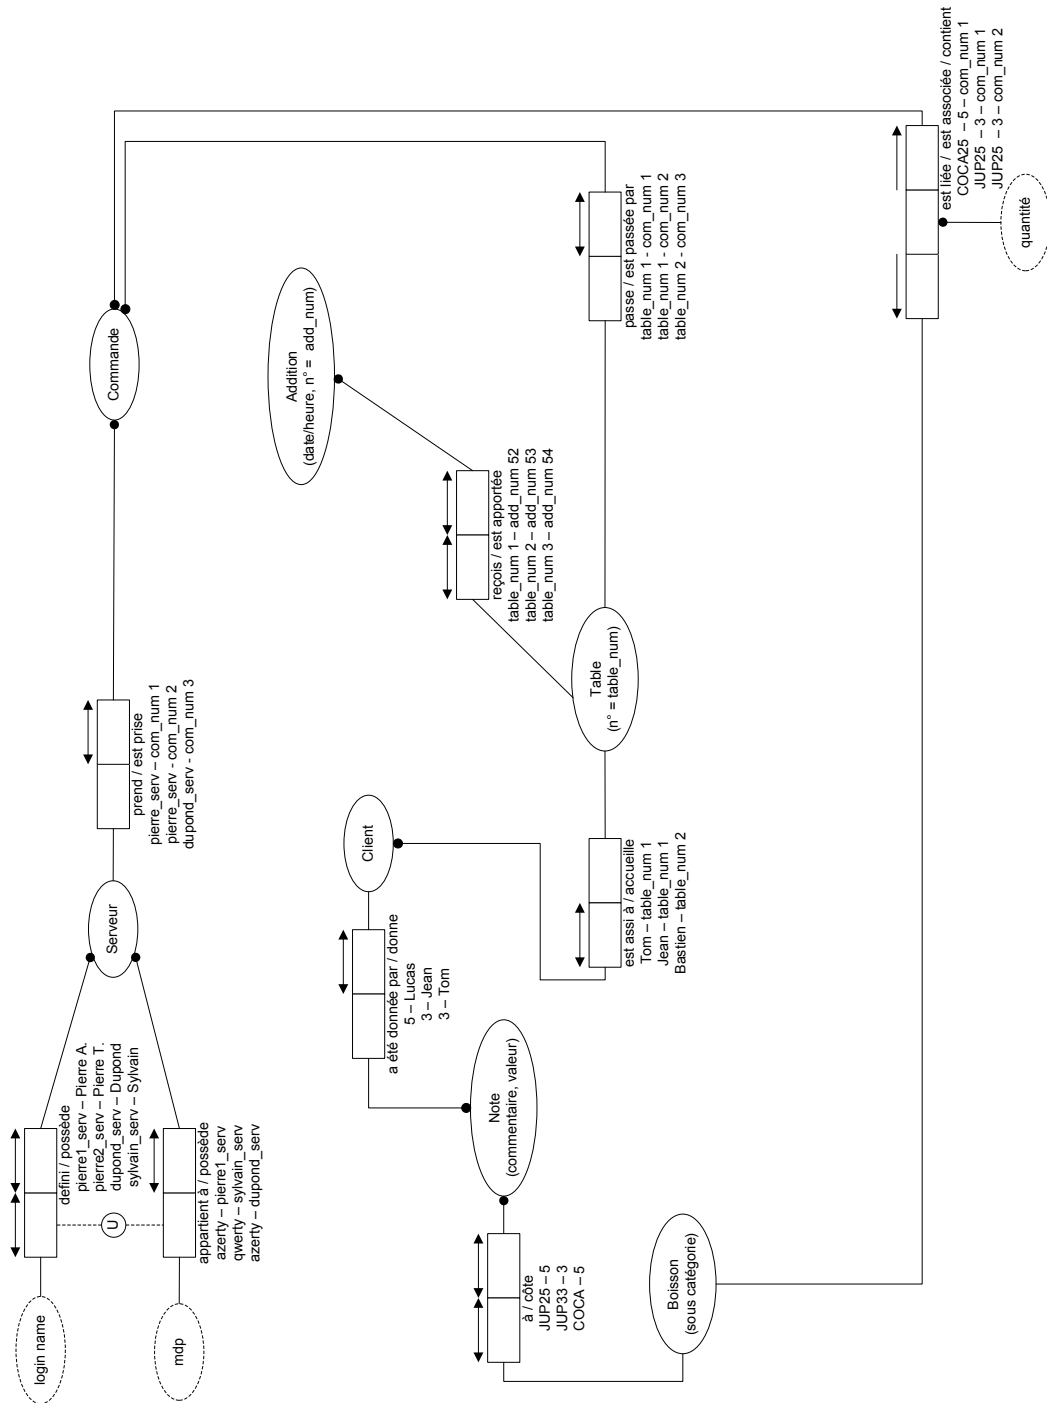 login name
mdp
U
defini / possède
pierre1_serv – Pierre A.
pierre2_serv – Pierre T.
dupond_serv – Dupond
sylvain_serv – Sylvain
appartient à / possède
azerty – pierre1_serv
qwerty – sylvain_serv
azerty – dupond_serv
Serveur
prend / est prise
pierre_serv – com_num 1
pierre_serv - com_num 2
dupond_serv - com_num 3
Commande
Addition
(date/heure, n° = add_num)
reçois / est apportée
table_num 1 – add_num 52
table_num 2 – add_num 53
table_num 3 – add_num 54
Client
a été donnée par / donne
5 – Lucas
3 – Jean
3 – Tom
Note
(commentaire, valeur)
à / côte
JUP25 – 5
JUP33 – 3
COCA – 5
est assi à / accueille
Tom – table_num 1
Jean – table_num 1
Bastien – table_num 2
Table
(n° = table_num)
passe / est passée par
table_num 1 - com_num 1
table_num 1 - com_num 2
table_num 2 - com_num 3
Boisson
(sous catégorie)
est liée / est associée / contient
COCA25 – 5 – com_num 1
JUP25 – 3 – com_num 1
JUP25 – 3 – com_num 2
quantité